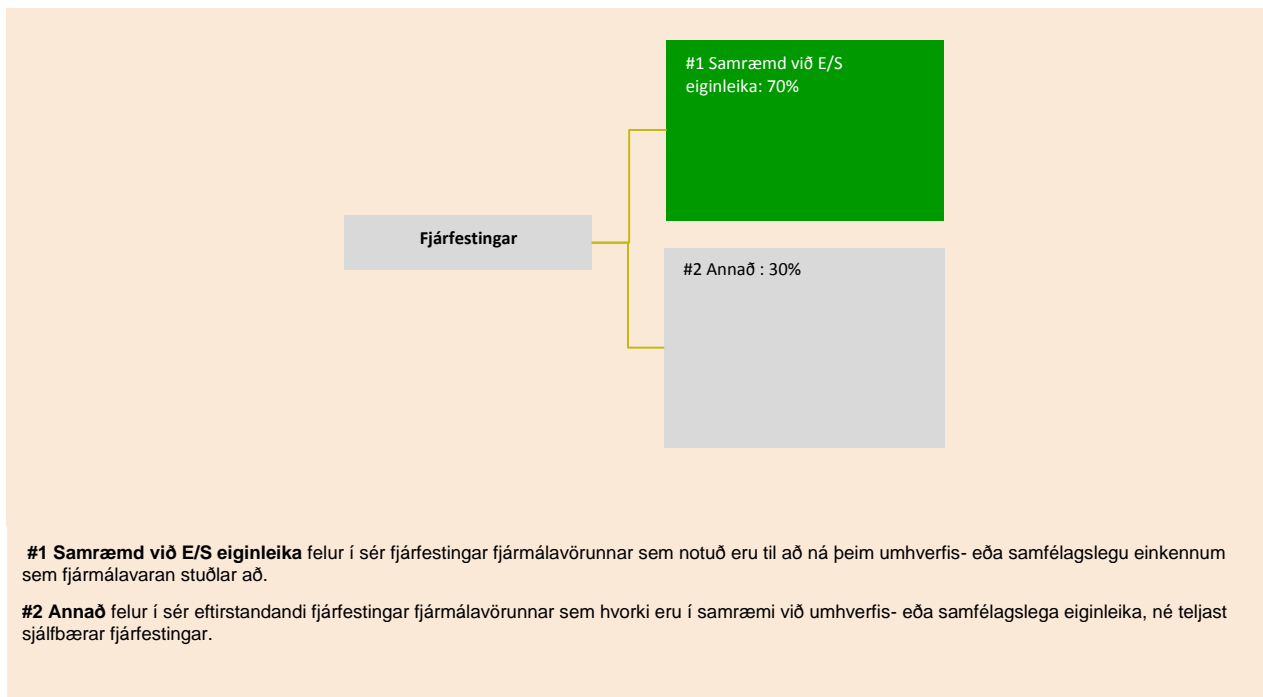 #1 Samræmd við E/S
eiginleika: 70%
Fjárfestingar
#2 Annað : 30%
#1 Samræmd við E/S eiginleika felur í sér fjárfestingar fjármálavörunnar sem notuð eru til að ná þeim umhverfis- eða samfélagslegu einkennum
sem fjármálavaran stuðlar að.
#2 Annað felur í sér eftirstandandi fjárfestingar fjármálavörunnar sem hvorki eru í samræmi við umhverfis- eða samfélagslega eiginleika, né teljast
sjálfbærar fjárfestingar.